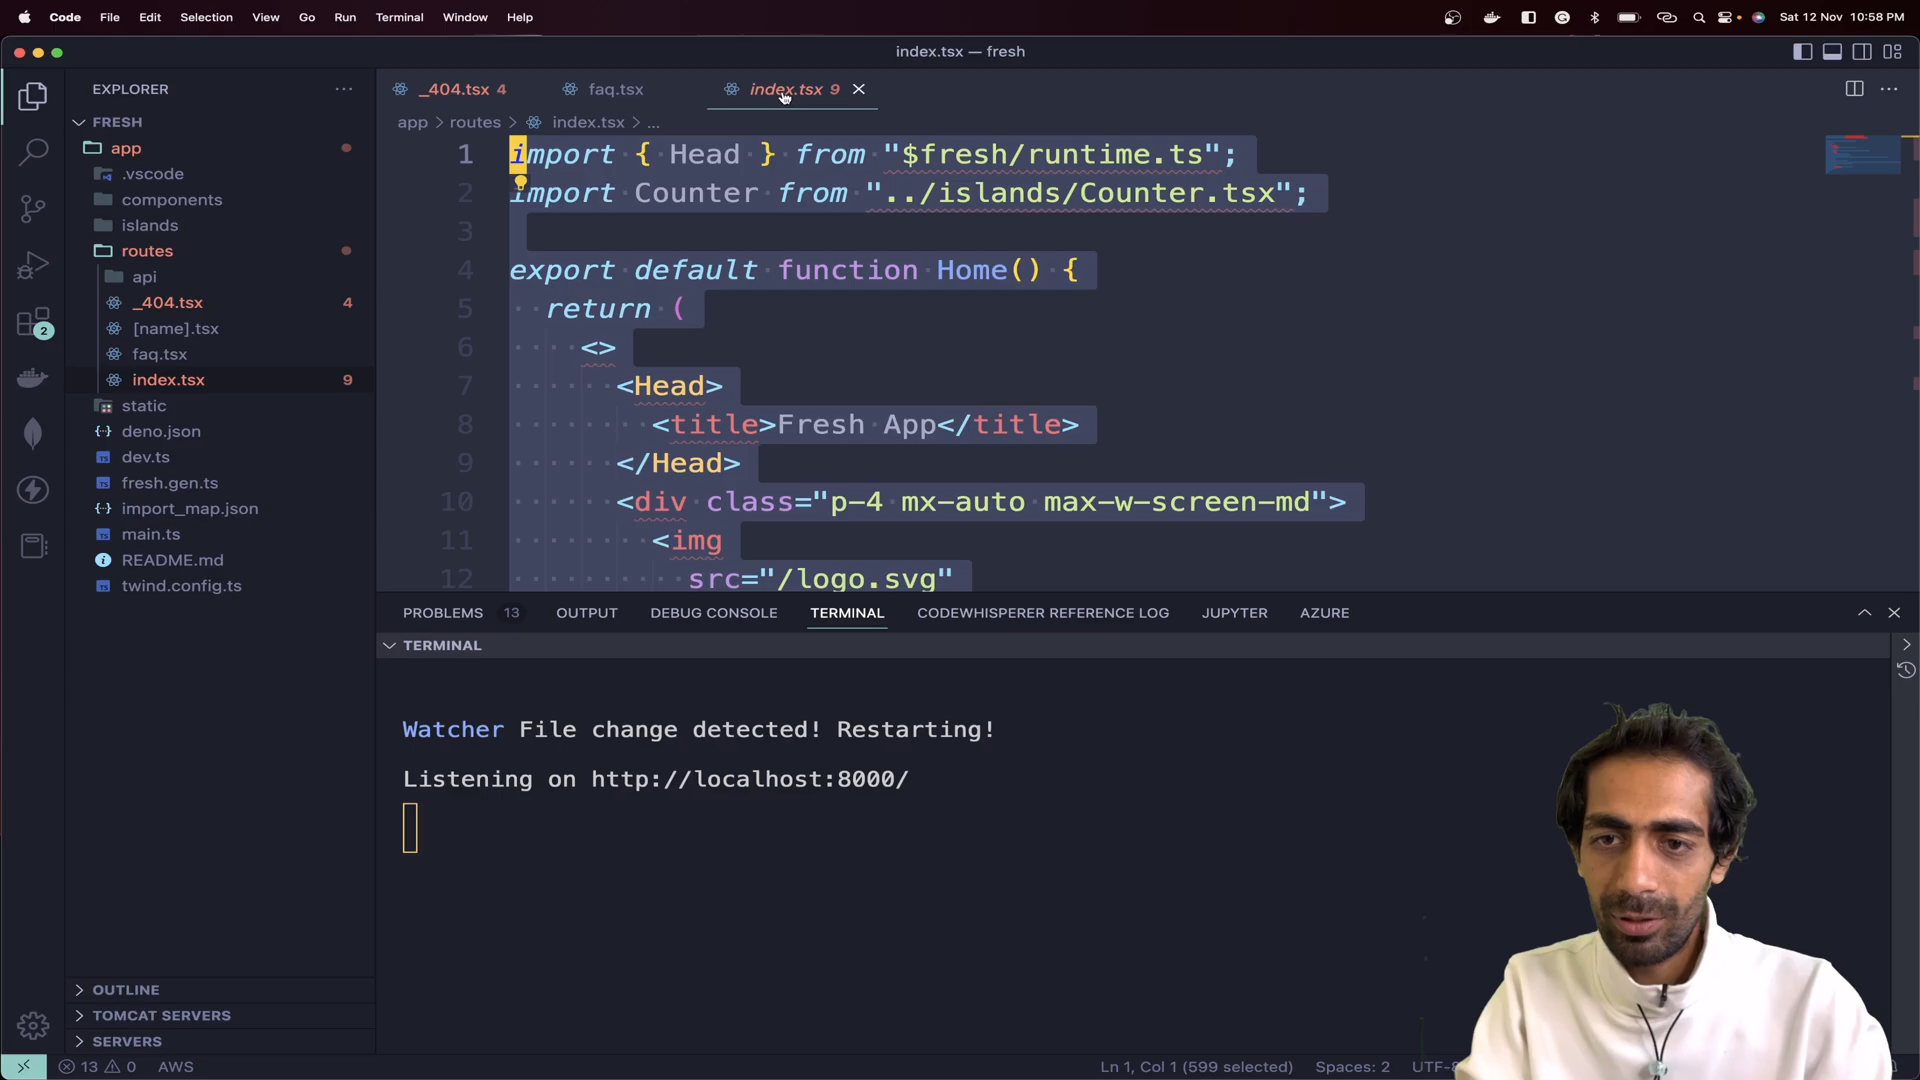 Code File Edit Selection View Go Run Terminal Window Help Sat 12 Nov 10:58 PM
index.tsx — fresh
EXPLORER
FRESH
app
.vscode
components
islands
routes
api
_404.tsx 4
[name].tsx
faq.tsx
index.tsx 9
static
deno.json
dev.ts
fresh.gen.ts
import_map.json
main.ts
README.md
twind.config.ts
OUTLINE
TOMCAT SERVERS
SERVERS
2
_404.tsx 4 faq.tsx index.tsx 9
app > routes > index.tsx > ...
1 import { Head } from "$fresh/runtime.ts";
2 import Counter from "../islands/Counter.tsx";
3
4 export default function Home() {
5 return (
6 <>
7 <Head>
8 <title>Fresh App</title>
9 </Head>
10 <div class="p-4 mx-auto max-w-screen-md">
11 <img
12 src="/logo.svg"
PROBLEMS 13 OUTPUT DEBUG CONSOLE TERMINAL CODEWHISPERER REFERENCE LOG JUPYTER AZURE
TERMINAL
Watcher File change detected! Restarting!
Listening on http://localhost:8000/
13 0 AWS Ln 1, Col 1 (599 selected) Spaces: 2